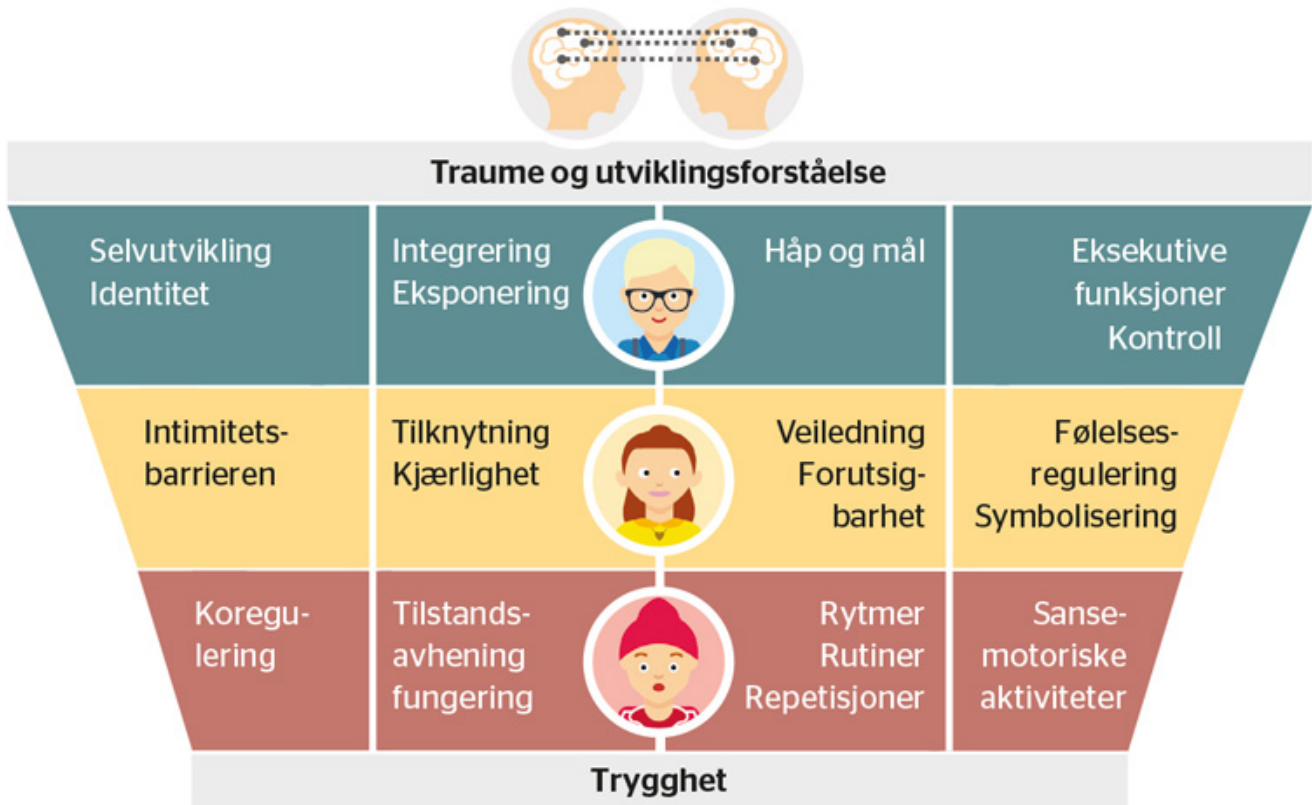 Traume og utviklingsforståelse
Selvutvikling
Identitet
Integrering
Eksponering
Håp og mål
Eksekutive
funksjoner
Kontroll
Intimitets-
barrieren
Tilknytning
Kjærlighet
Veiledning
Forutsig-
barhet
Følelses-
regulering
Symbolisering
Koregu-
lering
Tilstands-
avhening
fungering
Rytmer
Rutiner
Repetisjoner
Sanse-
motoriske
aktiviteter
Trygghet